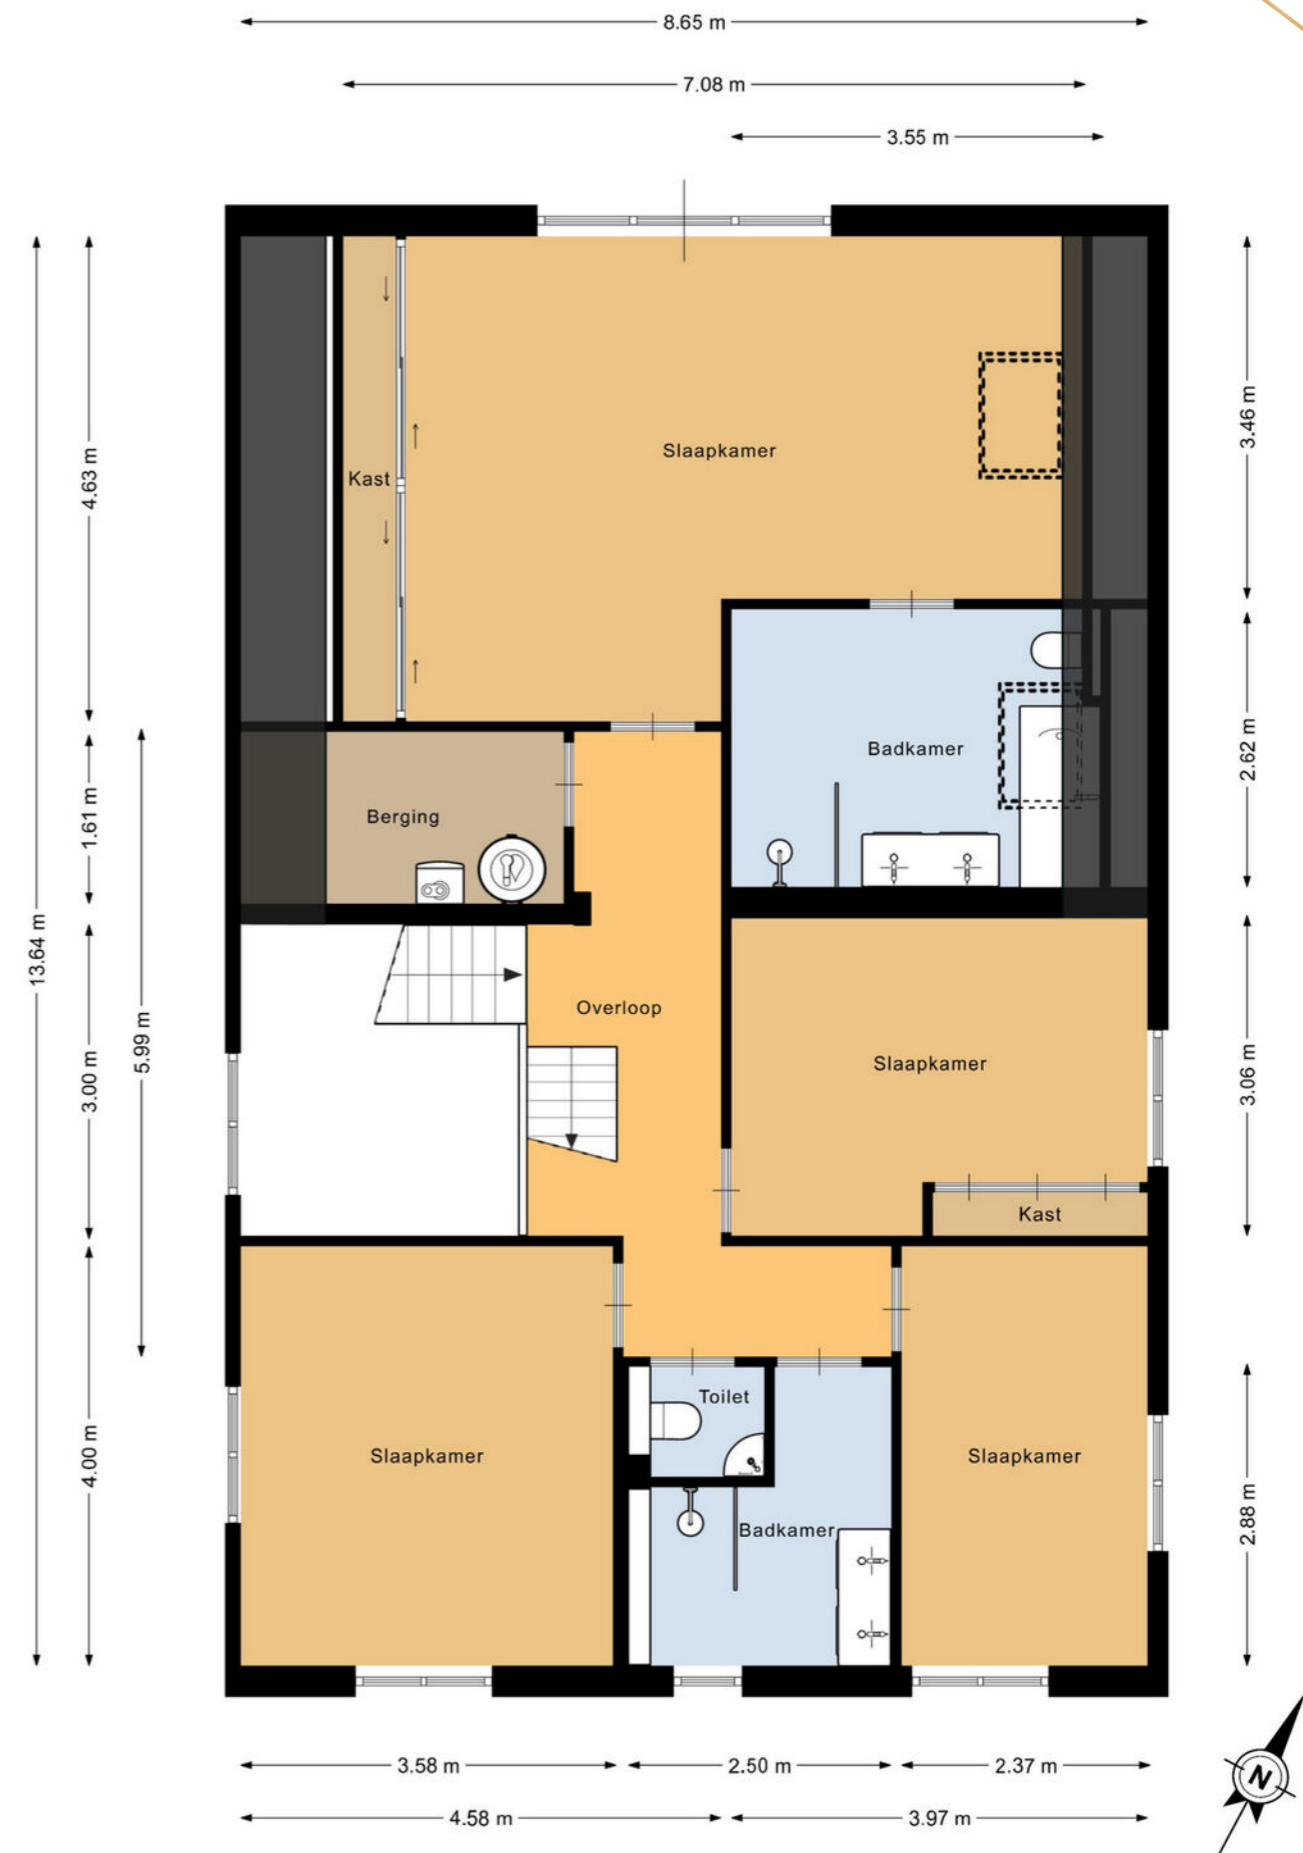 8.65 m
7.08 m
3.55 m
13.64 m
4.63 m
1.61 m
3.00 m
5.99 m
4.00 m
3.46 m
2.62 m
3.06 m
2.88 m
Slaapkamer
Kast
Badkamer
Berging
Overloop
Slaapkamer
Kast
Toilet
Slaapkamer
Slaapkamer
Badkamer
3.58 m
2.50 m
2.37 m
4.58 m
3.97 m
N